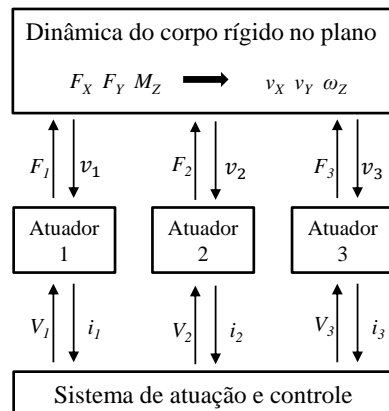 Dinâmica do corpo rígido no plano
F_X F_Y M_Z v_X v_Y ω_Z
F_1 v_1 F_2 v_2 F_3 v_3
Atuador 1
Atuador 2
Atuador 3
V_1 i_1 V_2 i_2 V_3 i_3
Sistema de atuação e controle